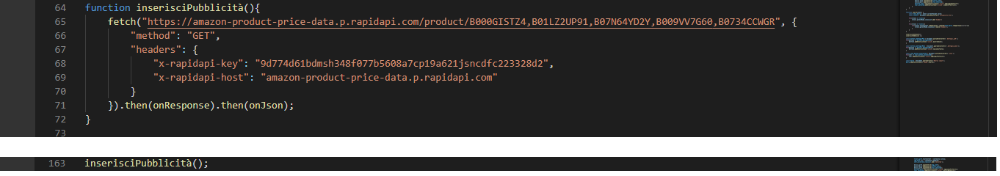 64 function inserisciPubblicità(){
65 fetch("https://amazon-product-price-data.p.rapidapi.com/product/B000GISTZ4,B01LZ2UP91,B07N64YD2Y,B009VV7G60,B0734CCWGR", {
66 "method": "GET",
67 "headers": {
68 "x-rapidapi-key": "9d774d61bdmsh348f077b5608a7cp19a621jsncdfc223328d2",
69 "x-rapidapi-host": "amazon-product-price-data.p.rapidapi.com"
70 }
71 }).then(onResponse).then(onJson);
72 }
73
163 inserisciPubblicità();